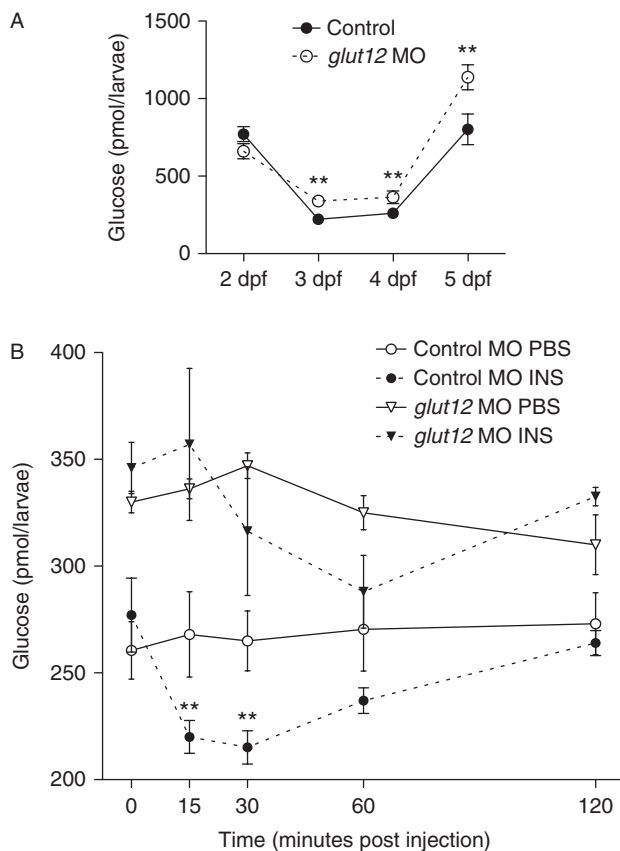 A
Control
glut12 MO
Glucose (pmol/larvae)
1500
1000
500
0
**
**
**
2 dpf 3 dpf 4 dpf 5 dpf
B
Control MO PBS
Control MO INS
glut12 MO PBS
glut12 MO INS
Glucose (pmol/larvae)
400
350
300
250
200
**
**
0 15 30 60 120
Time (minutes post injection)